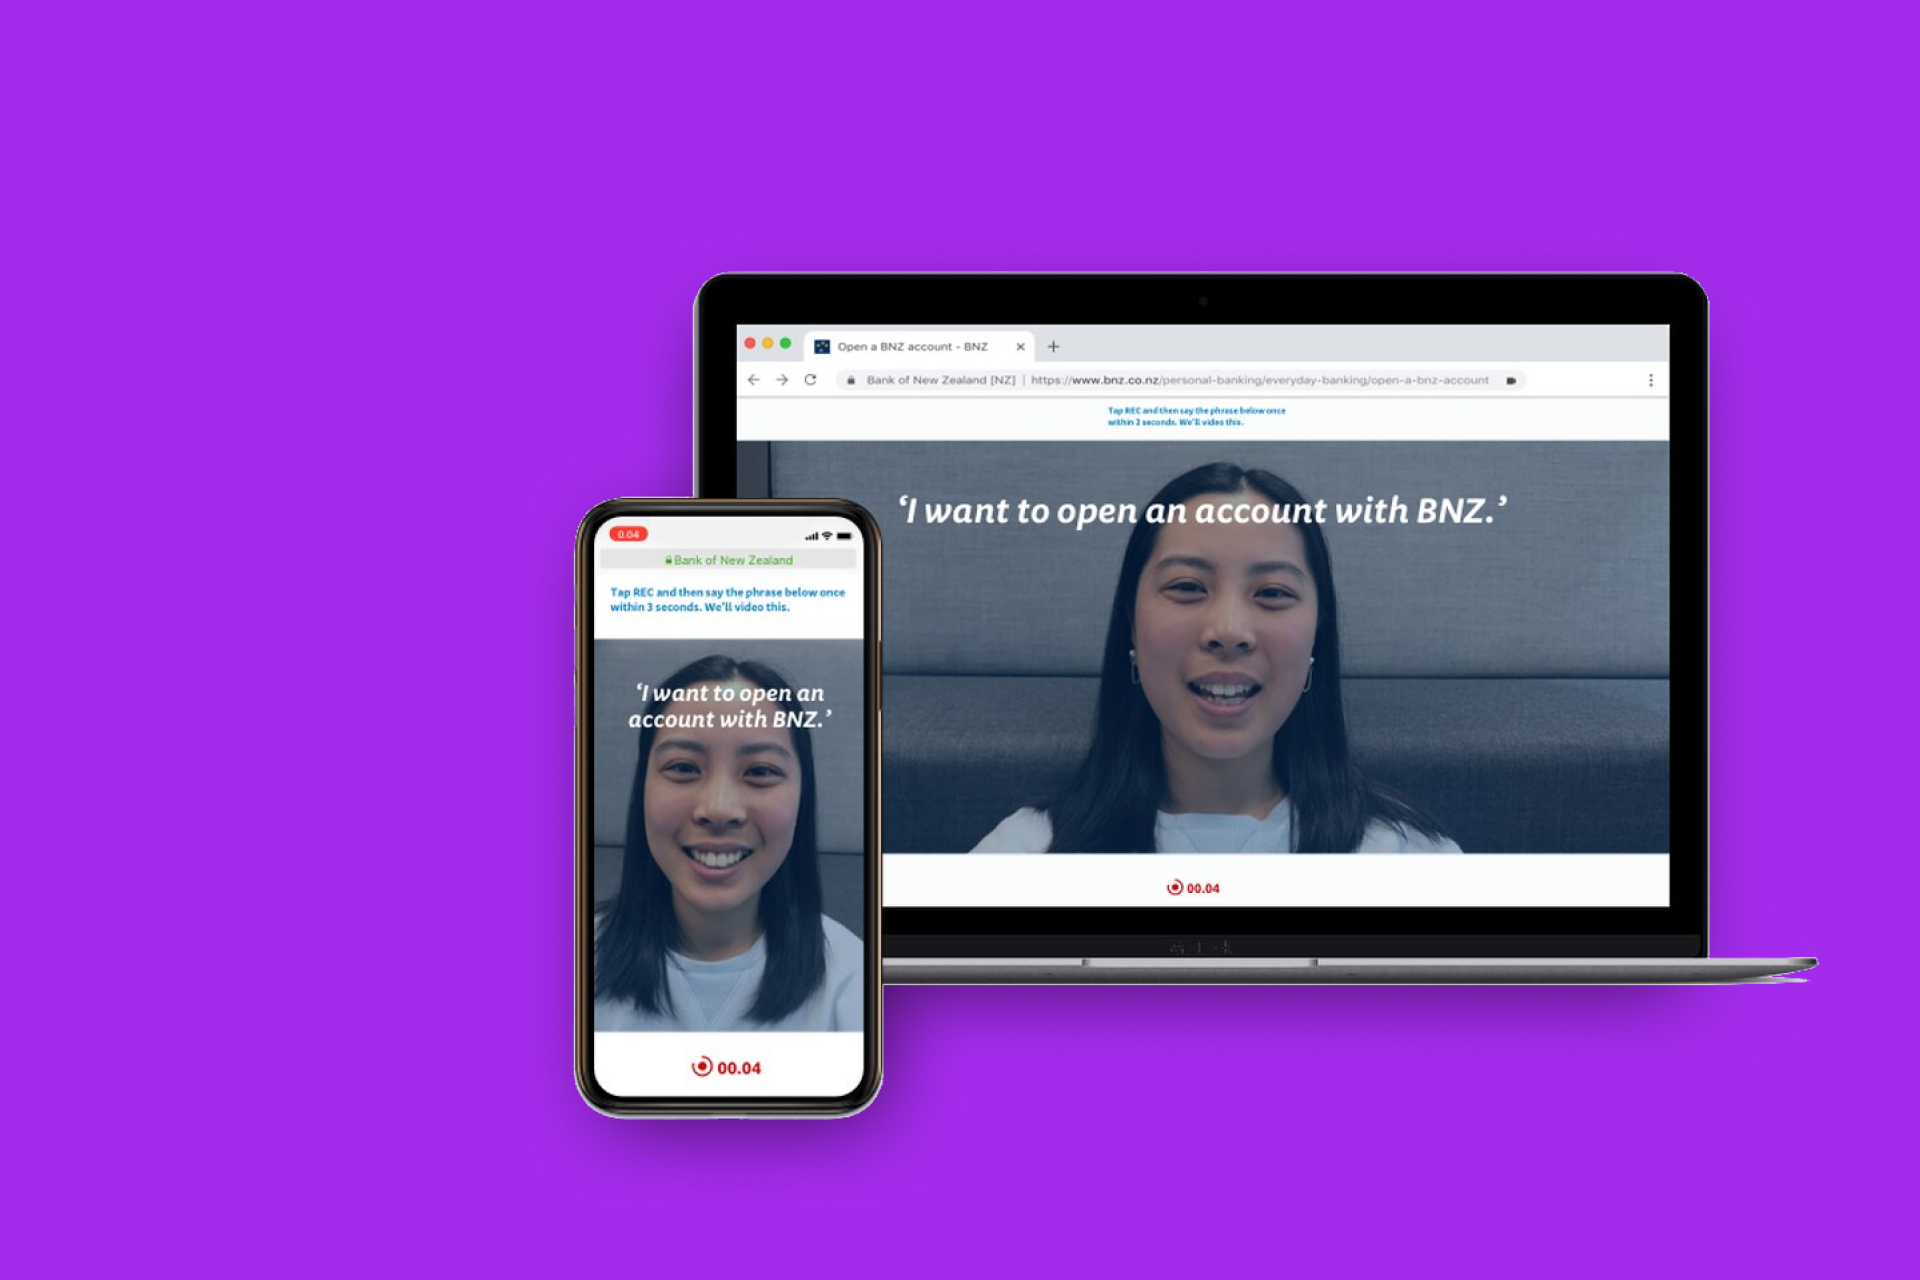 Open a BNZ account - BNZ
Bank of New Zealand [NZ] | https://www.bnz.co.nz/personal-banking/everyday-banking/open-a-bnz-account
Tap REC and then say the phrase below once
within 3 seconds. We'll video this.
‘I want to open an account with BNZ.’
00.04
0.04
Bank of New Zealand
Tap REC and then say the phrase below once
within 3 seconds. We'll video this.
‘I want to open an
account with BNZ.’
00.04